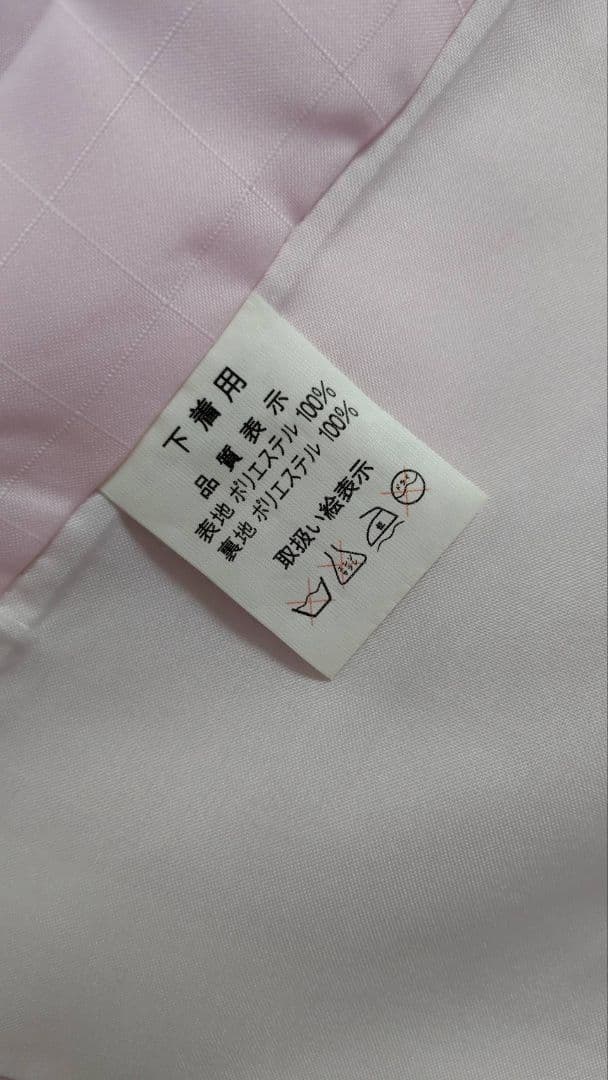 下着用
品質表示
表地 ポリエステル 100%
裏地 ポリエステル 100%
取扱い絵表示